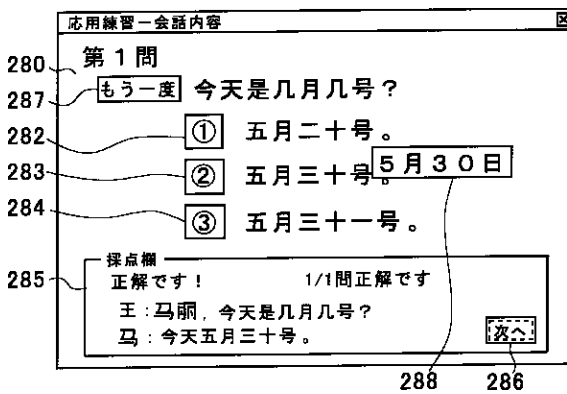 応用練習ー会話内容
第1問
280
もう一度 今天是几月几号？
287
① 五月二十号。
282
② 五月三十号。
5月30日
283
③ 五月三十一号。
284
採点欄
285
正解です！ 1/1問正解です
王：马丽，今天是几月几号？
马：今天五月三十号。
次へ
288
286